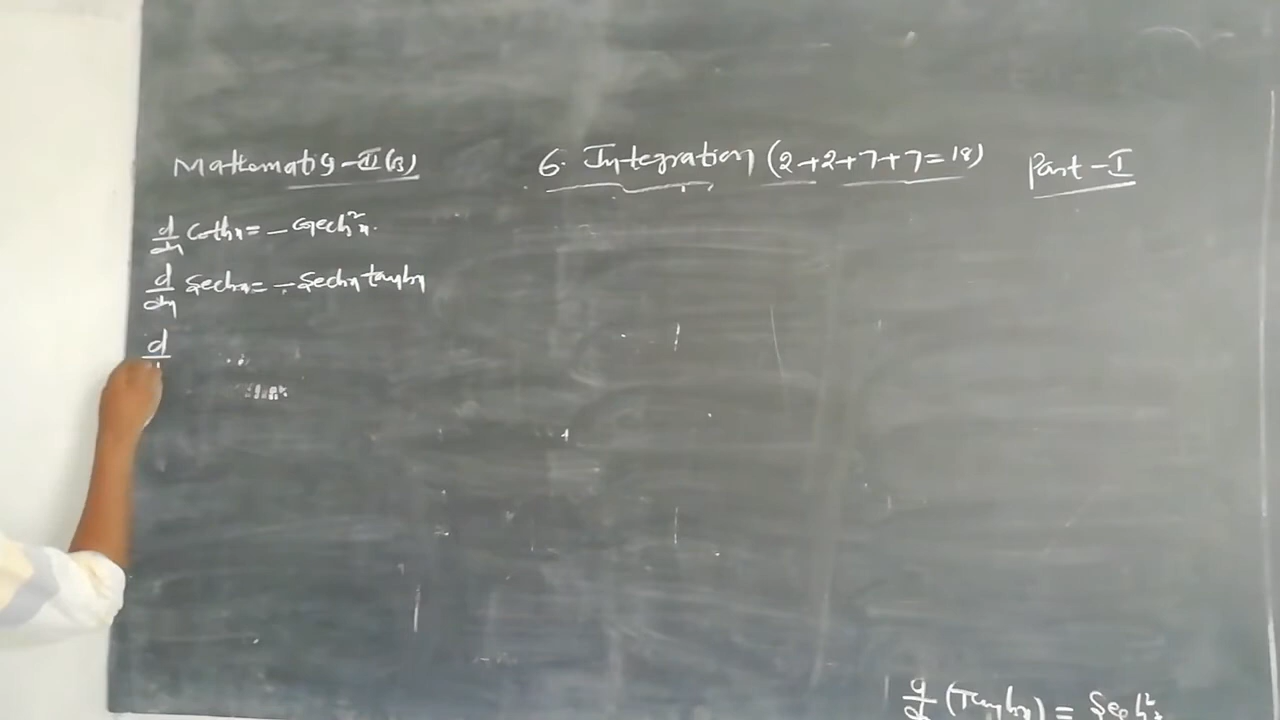 Mathematics-II(B)
6. Integration (2+2+7+7=18)
Part-I
d/dx Cothx = -Cosech²x.
d/dx Sechx = -Sechx tanhx
d
d/dx (Tanhx) = Sech²x